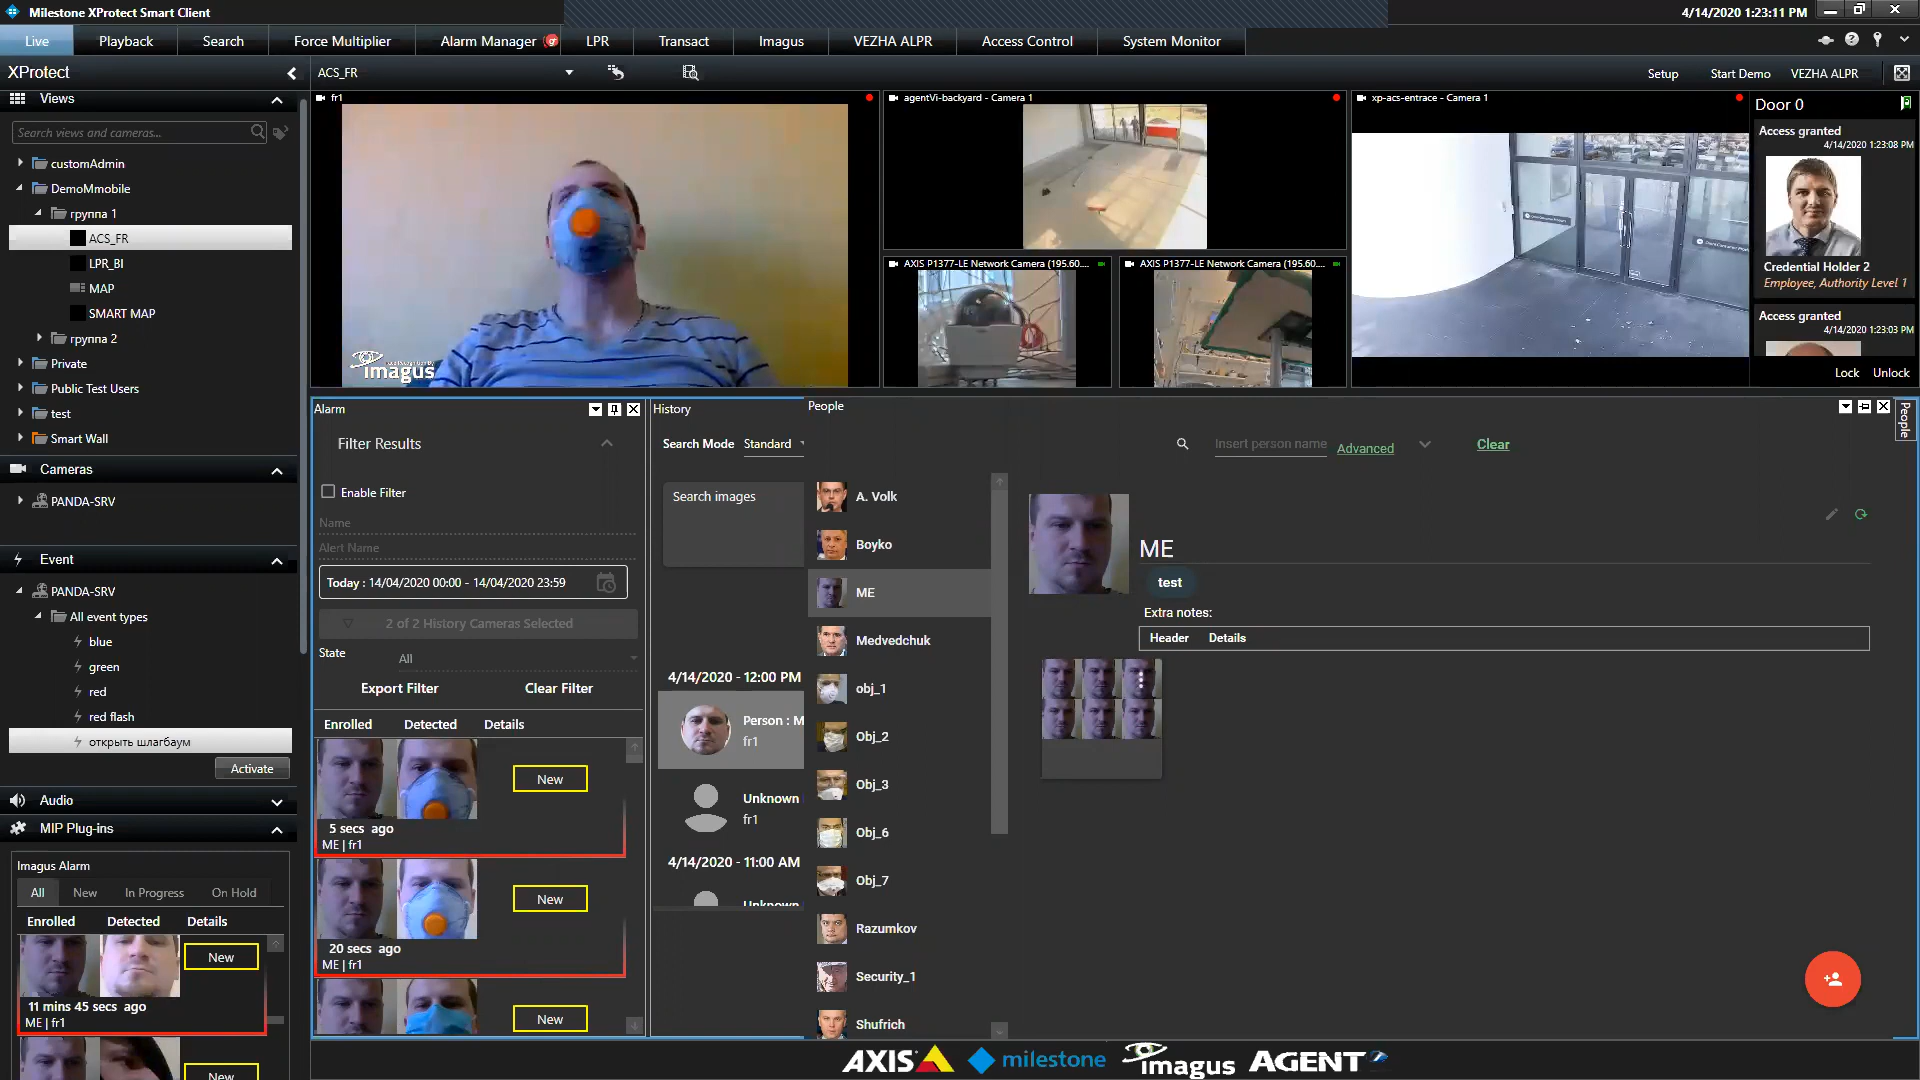 Milestone XProtect Smart Client
4/14/2020 1:23:11 PM
Live
Playback
Search
Force Multiplier
Alarm Manager
LPR
Transact
Imagus
VEZHA ALPR
Access Control
System Monitor
XProtect
ACS_FR
Setup
Start Demo
VEZHA ALPR
Views
Search views and cameras...
customAdmin
DemoMmobile
группа 1
ACS_FR
LPR_BI
MAP
SMART MAP
группа 2
Private
Public Test Users
test
Smart Wall
Cameras
PANDA-SRV
Event
PANDA-SRV
All event types
blue
green
red
red flash
открыть шлагбаум
Activate
Audio
MIP Plug-ins
Imagus Alarm
All
New
In Progress
On Hold
Enrolled
Detected
Details
New
11 mins 45 secs ago
ME | fr1
New
fr1
imagus
agentVi-backyard - Camera 1
AXIS P1377-LE Network Camera (195.60....
AXIS P1377-LE Network Camera (195.60....
xp-acs-entrace - Camera 1
Door 0
Access granted
4/14/2020 1:23:08 PM
Credential Holder 2
Employee, Authority Level 1
Access granted
4/14/2020 1:23:03 PM
Lock
Unlock
Alarm
Filter Results
Enable Filter
Name
Alert Name
Today : 14/04/2020 00:00 - 14/04/2020 23:59
2 of 2 History Cameras Selected
State
All
Export Filter
Clear Filter
Enrolled
Detected
Details
New
5 secs ago
ME | fr1
New
20 secs ago
ME | fr1
New
History
Search Mode
Standard
Search images
4/14/2020 - 12:00 PM
Person : M
fr1
Unknown
fr1
4/14/2020 - 11:00 AM
Unknown
People
Insert person name
Advanced
Clear
People
A. Volk
Boyko
ME
Medvedchuk
obj_1
Obj_2
Obj_3
Obj_6
Obj_7
Razumkov
Security_1
Shufrich
ME
test
Extra notes:
Header
Details
AXIS
milestone
imagus
AGENT